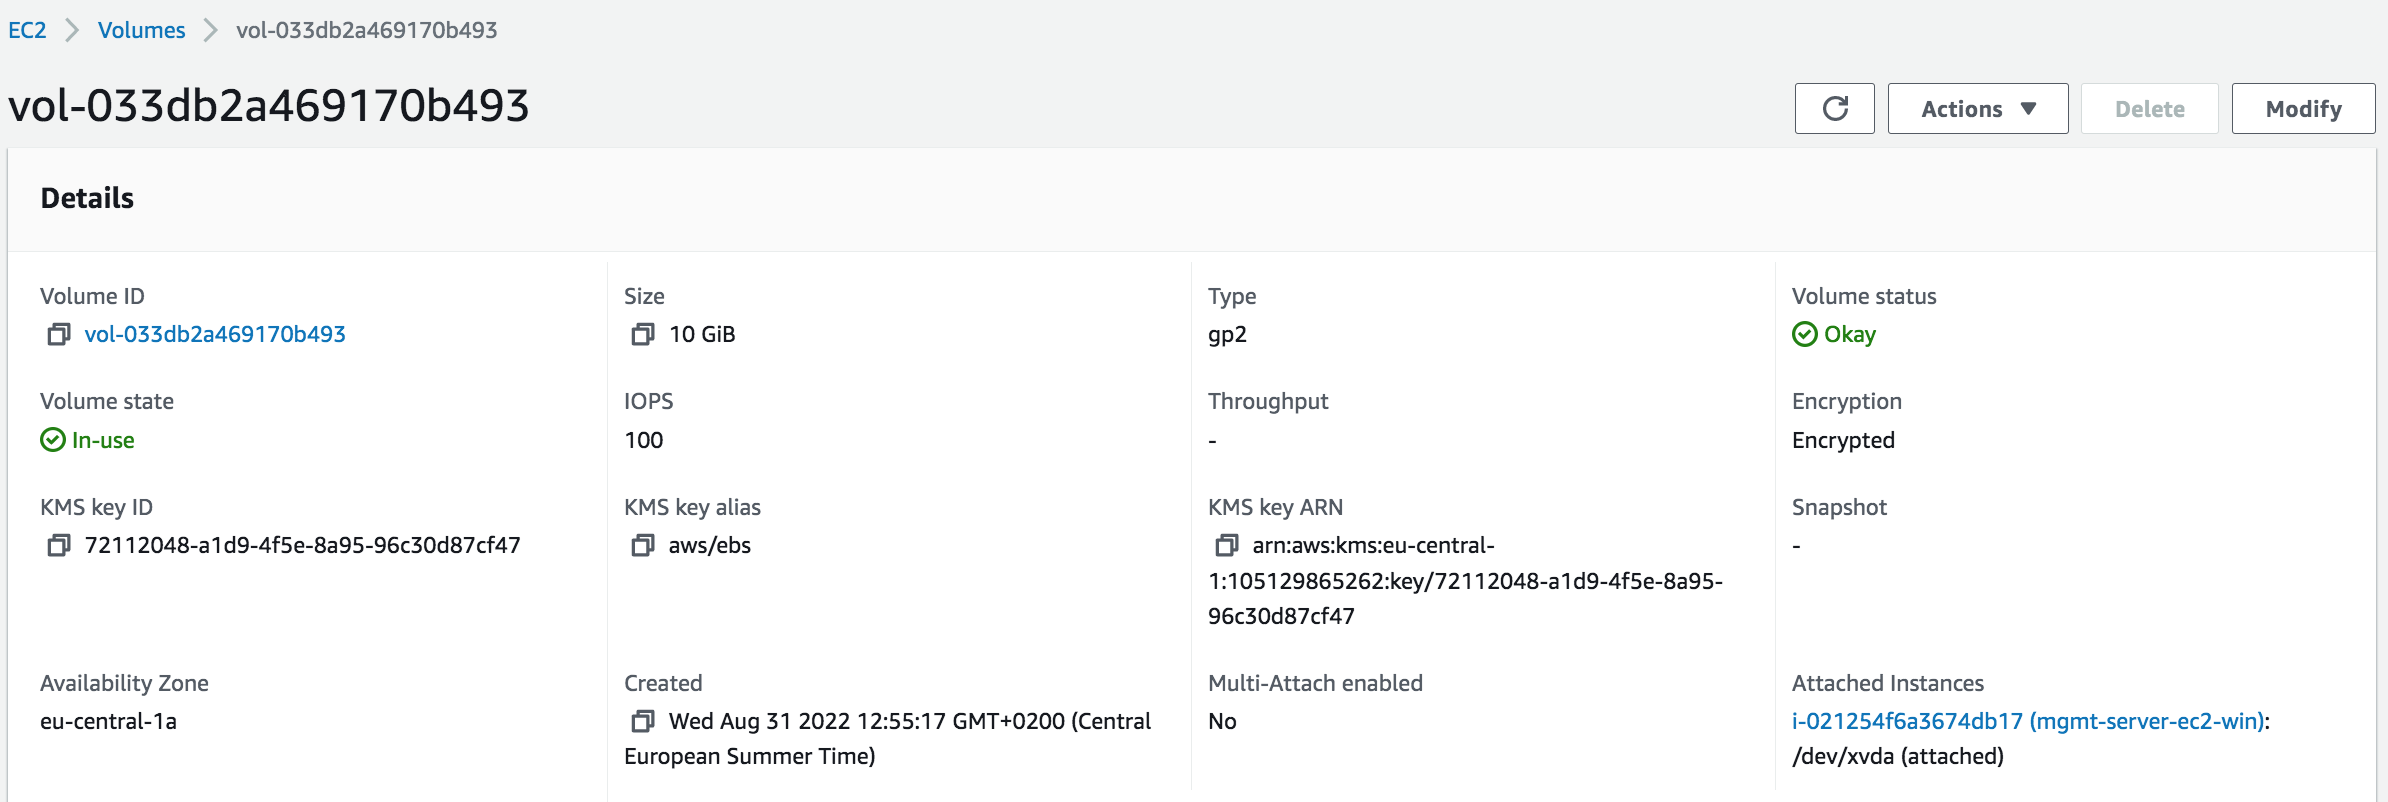 EC2 Volumes vol-033db2a469170b493
vol-033db2a469170b493
Actions Delete Modify
Details
Volume ID
vol-033db2a469170b493
Size
10 GiB
Type
gp2
Volume status
Okay
Volume state
In-use
IOPS
100
Throughput
-
Encryption
Encrypted
KMS key ID
72112048-a1d9-4f5e-8a95-96c30d87cf47
KMS key alias
aws/ebs
KMS key ARN
arn:aws:kms:eu-central-
1:105129865262:key/72112048-a1d9-4f5e-8a95-
96c30d87cf47
Snapshot
-
Availability Zone
eu-central-1a
Created
Wed Aug 31 2022 12:55:17 GMT+0200 (Central
European Summer Time)
Multi-Attach enabled
No
Attached Instances
i-021254f6a3674db17 (mgmt-server-ec2-win):
/dev/xvda (attached)